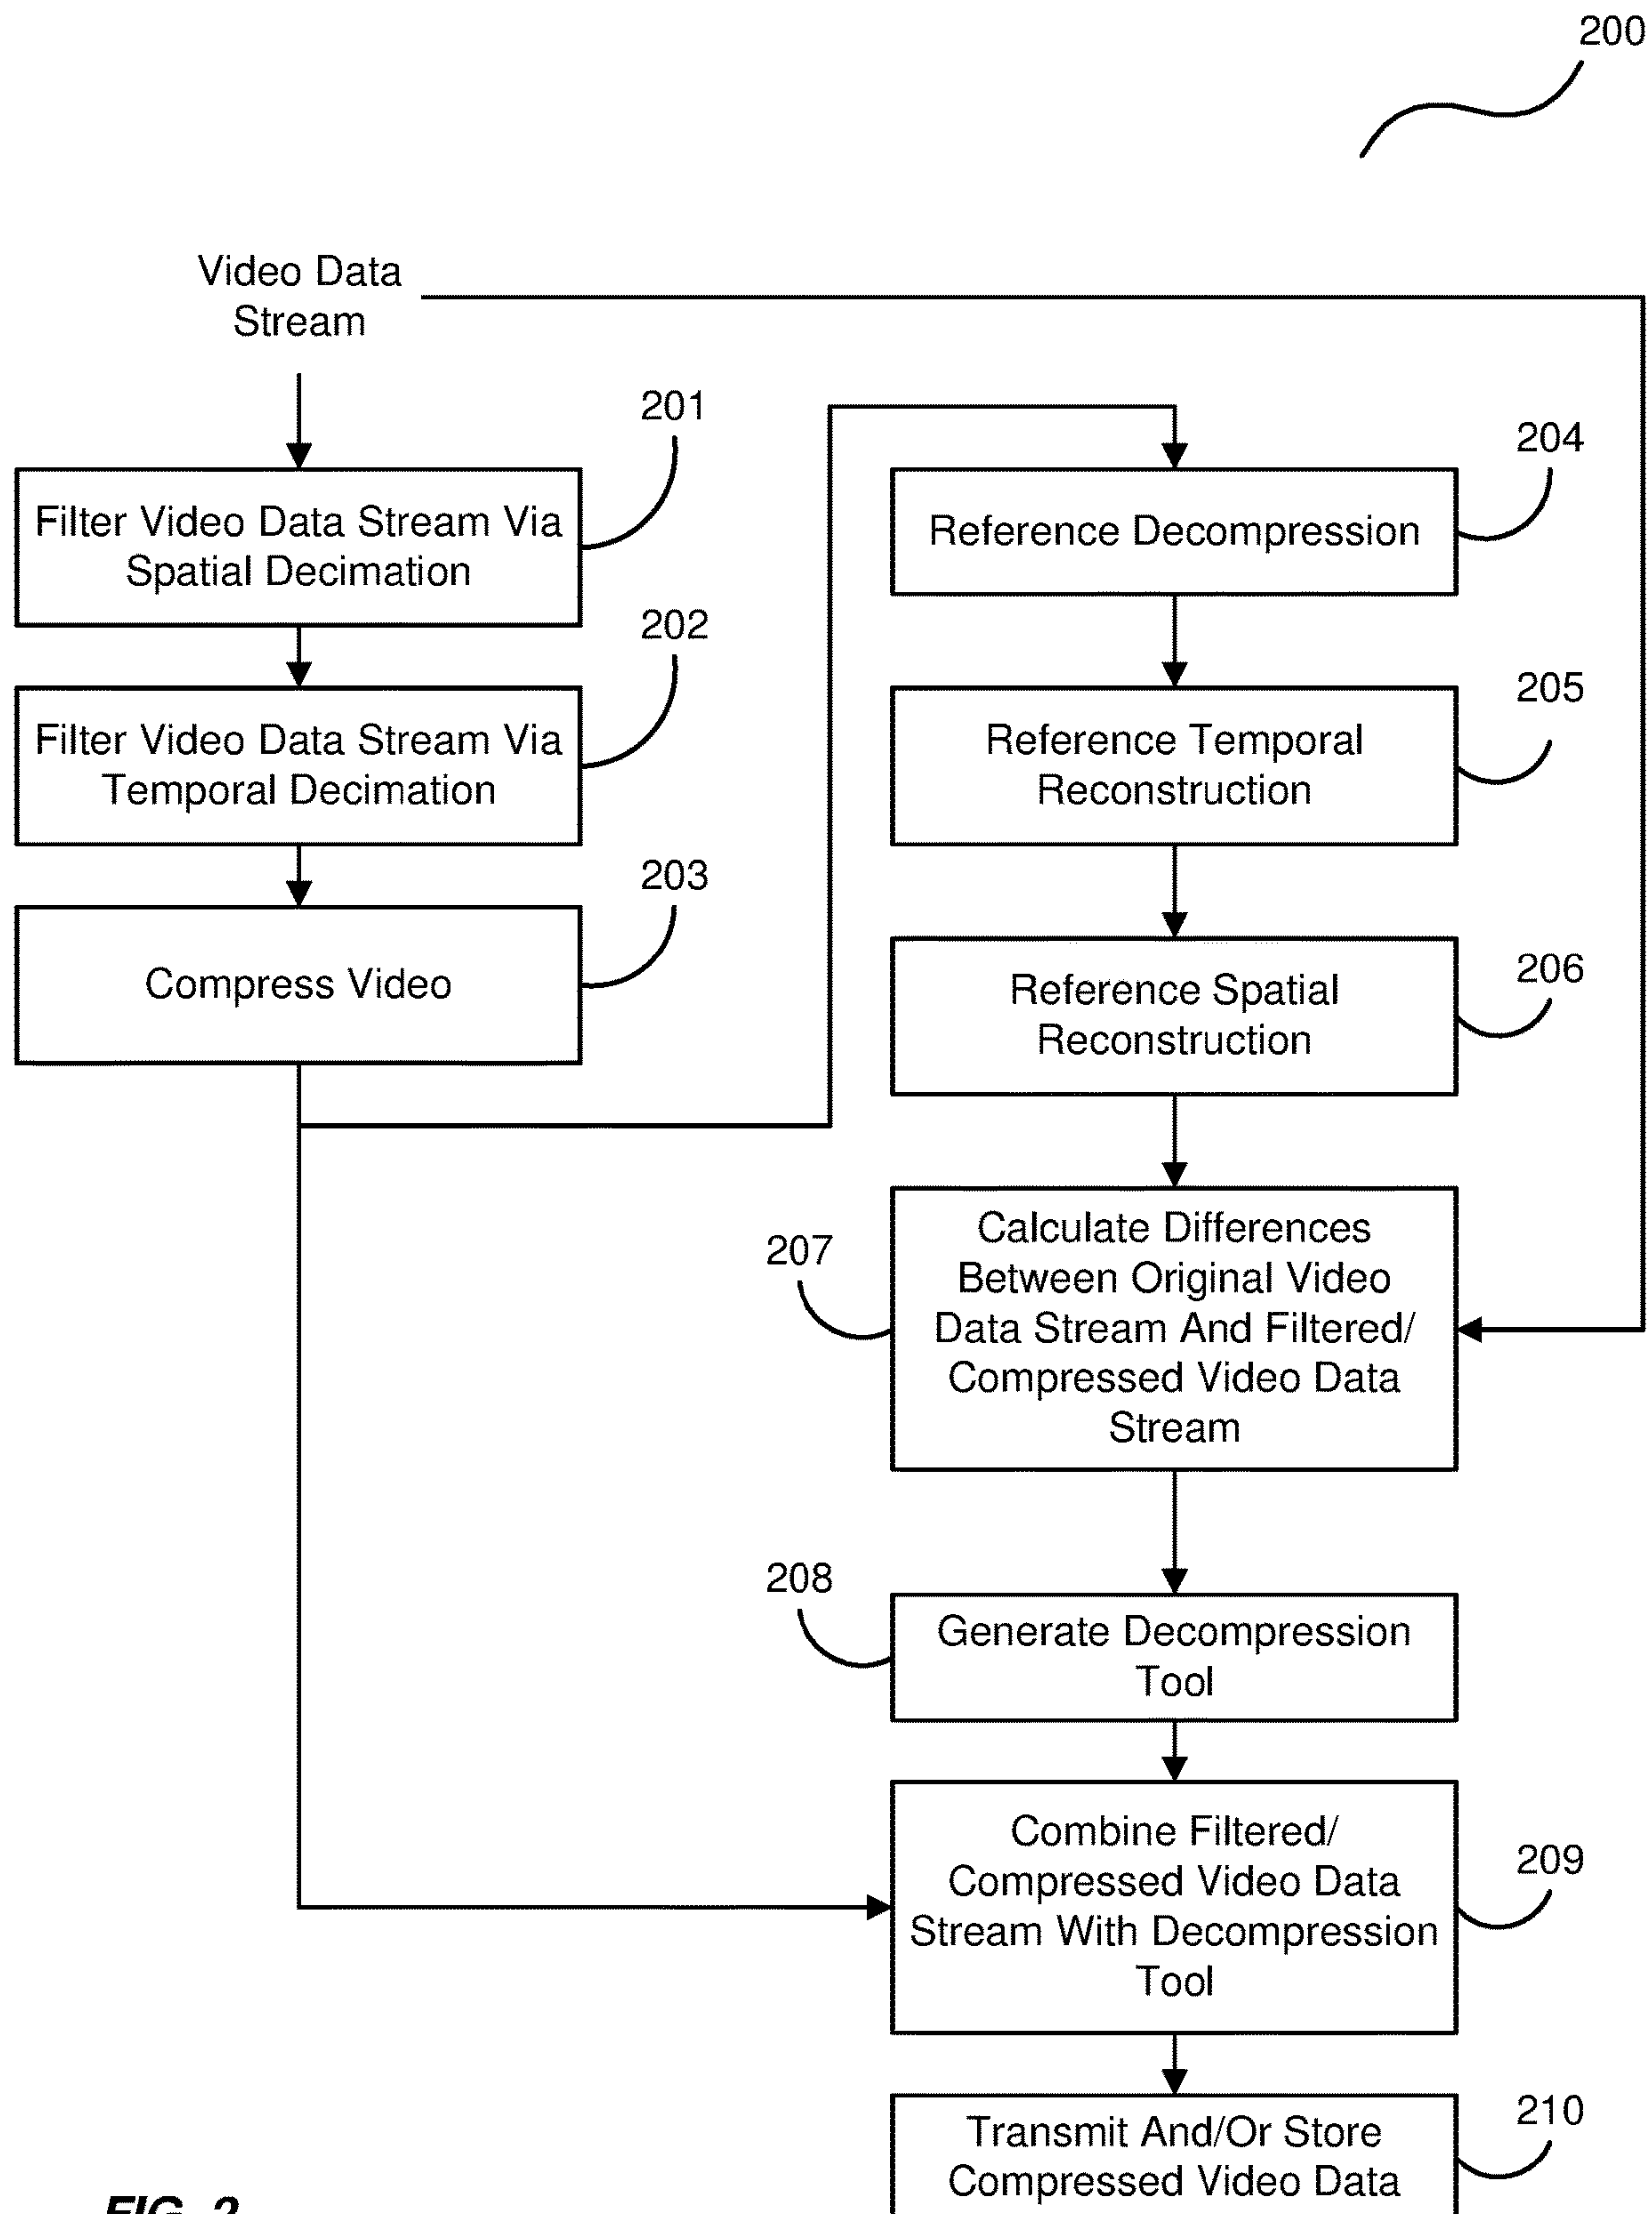 200
Video Data
Stream
201
Filter Video Data Stream Via
Spatial Decimation
202
Filter Video Data Stream Via
Temporal Decimation
203
Compress Video
204
Reference Decompression
205
Reference Temporal
Reconstruction
206
Reference Spatial
Reconstruction
207
Calculate Differences
Between Original Video
Data Stream And Filtered/
Compressed Video Data
Stream
208
Generate Decompression
Tool
209
Combine Filtered/
Compressed Video Data
Stream With Decompression
Tool
210
Transmit And/Or Store
Compressed Video Data
FIG. 2